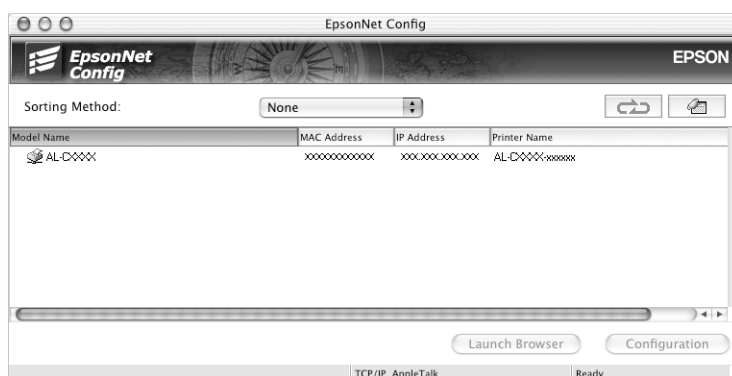 EpsonNet Config
EpsonNet
Config
EPSON
Sorting Method: None
Model Name MAC Address IP Address Printer Name
AL-CXXXX XXXXXXXXXXXX XXX.XXX.XXX.XXX AL-CXXXX-xxxxxx
Launch Browser Configuration
TCP/IP AppleTalk Ready